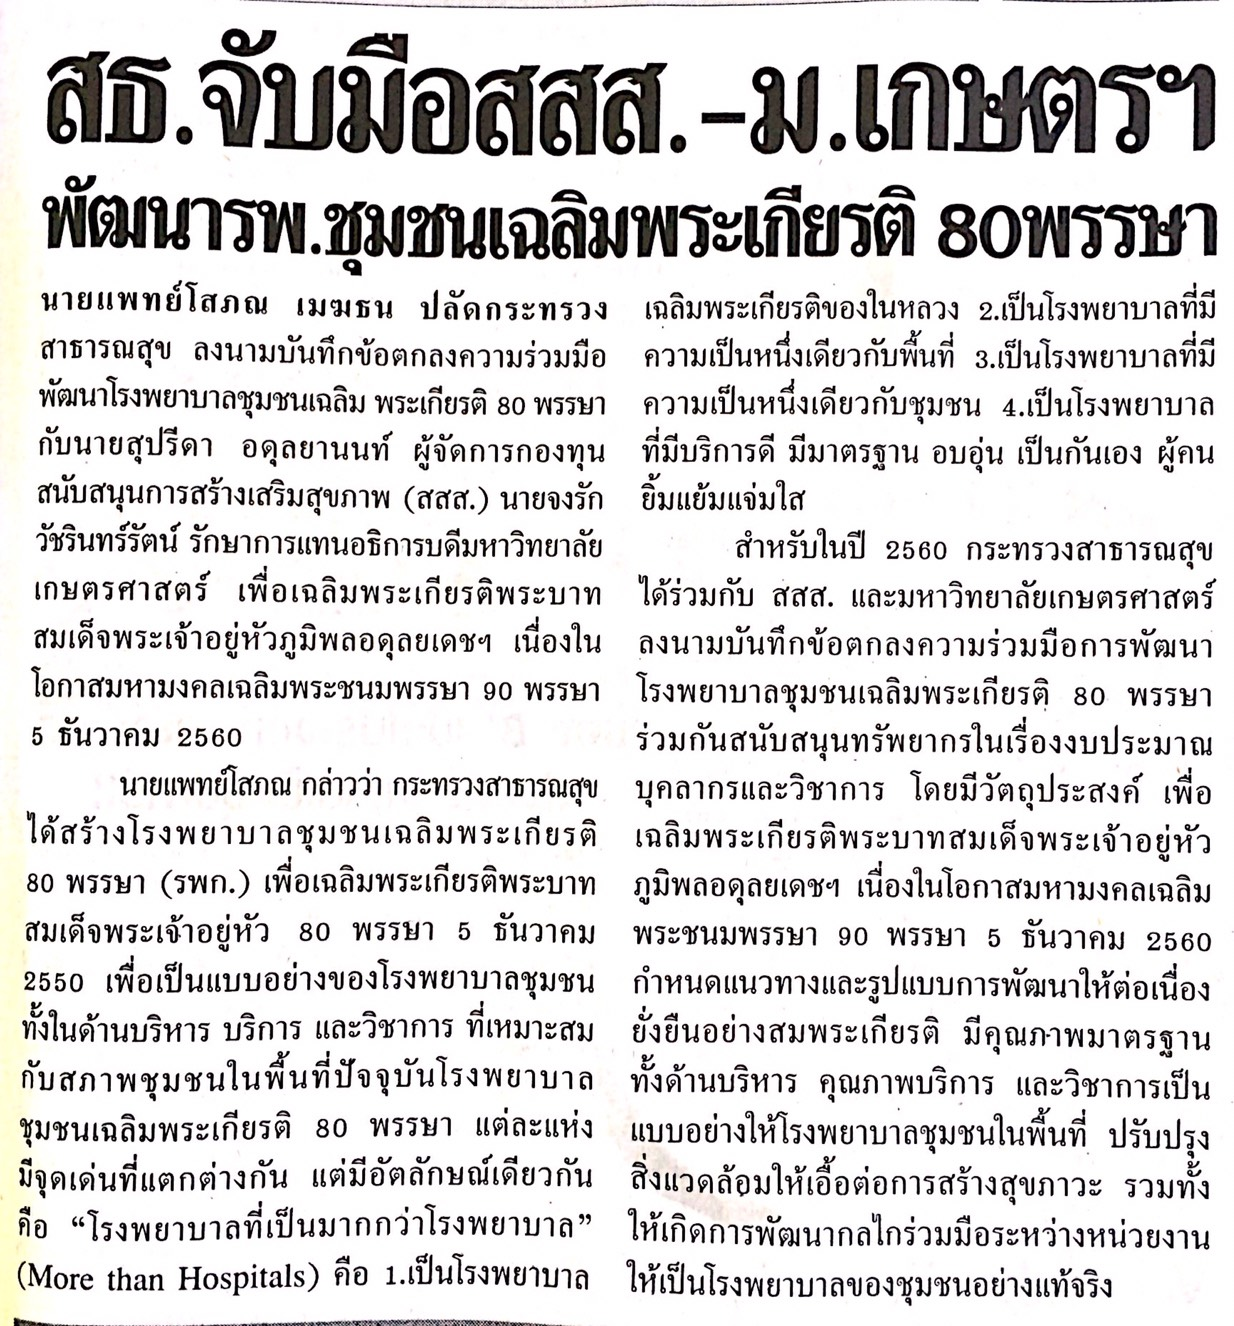 สธ.จับมือสสส.-ม.เกษตรฯ
พัฒนารพ.ชุมชนเฉลิมพระเกียรติ 80พรรษา
นายแพทย์โสภณ เมฆธน ปลัดกระทรวง
สาธารณสุข ลงนามบันทึกข้อตกลงความร่วมมือ
พัฒนาโรงพยาบาลชุมชนเฉลิม พระเกียรติ 80 พรรษา
กับนายสุปรีดา อดุลยานนท์ ผู้จัดการกองทุน
สนับสนุนการสร้างเสริมสุขภาพ (สสส.) นายจงรัก
วัชรินทร์รัตน์ รักษาการแทนอธิการบดีมหาวิทยาลัย
เกษตรศาสตร์ เพื่อเฉลิมพระเกียรติพระบาท
สมเด็จพระเจ้าอยู่หัวภูมิพลอดุลยเดชฯ เนื่องใน
โอกาสมหามงคลเฉลิมพระชนมพรรษา 90 พรรษา
5 ธันวาคม 2560
นายแพทย์โสภณ กล่าวว่า กระทรวงสาธารณสุข
ได้สร้างโรงพยาบาลชุมชนเฉลิมพระเกียรติ
80 พรรษา (รพก.) เพื่อเฉลิมพระเกียรติพระบาท
สมเด็จพระเจ้าอยู่หัว 80 พรรษา 5 ธันวาคม
2550 เพื่อเป็นแบบอย่างของโรงพยาบาลชุมชน
ทั้งในด้านบริหาร บริการ และวิชาการ ที่เหมาะสม
กับสภาพชุมชนในพื้นที่ปัจจุบันโรงพยาบาล
ชุมชนเฉลิมพระเกียรติ 80 พรรษา แต่ละแห่ง
มีจุดเด่นที่แตกต่างกัน แต่มีอัตลักษณ์เดียวกัน
คือ “โรงพยาบาลที่เป็นมากกว่าโรงพยาบาล”
(More than Hospitals) คือ 1.เป็นโรงพยาบาล
เฉลิมพระเกียรติของในหลวง 2.เป็นโรงพยาบาลที่มี
ความเป็นหนึ่งเดียวกับพื้นที่ 3.เป็นโรงพยาบาลที่มี
ความเป็นหนึ่งเดียวกับชุมชน 4.เป็นโรงพยาบาล
ที่มีบริการดี มีมาตรฐาน อบอุ่น เป็นกันเอง ผู้คน
ยิ้มแย้มแจ่มใส
สำหรับในปี 2560 กระทรวงสาธารณสุข
ได้ร่วมกับ สสส. และมหาวิทยาลัยเกษตรศาสตร์
ลงนามบันทึกข้อตกลงความร่วมมือการพัฒนา
โรงพยาบาลชุมชนเฉลิมพระเกียรติ 80 พรรษา
ร่วมกันสนับสนุนทรัพยากรในเรื่องงบประมาณ
บุคลากรและวิชาการ โดยมีวัตถุประสงค์ เพื่อ
เฉลิมพระเกียรติพระบาทสมเด็จพระเจ้าอยู่หัว
ภูมิพลอดุลยเดชฯ เนื่องในโอกาสมหามงคลเฉลิม
พระชนมพรรษา 90 พรรษา 5 ธันวาคม 2560
กำหนดแนวทางและรูปแบบการพัฒนาให้ต่อเนื่อง
ยั่งยืนอย่างสมพระเกียรติ มีคุณภาพมาตรฐาน
ทั้งด้านบริหาร คุณภาพบริการ และวิชาการเป็น
แบบอย่างให้โรงพยาบาลชุมชนในพื้นที่ ปรับปรุง
สิ่งแวดล้อมให้เอื้อต่อการสร้างสุขภาวะ รวมทั้ง
ให้เกิดการพัฒนากลไกร่วมมือระหว่างหน่วยงาน
ให้เป็นโรงพยาบาลของชุมชนอย่างแท้จริง